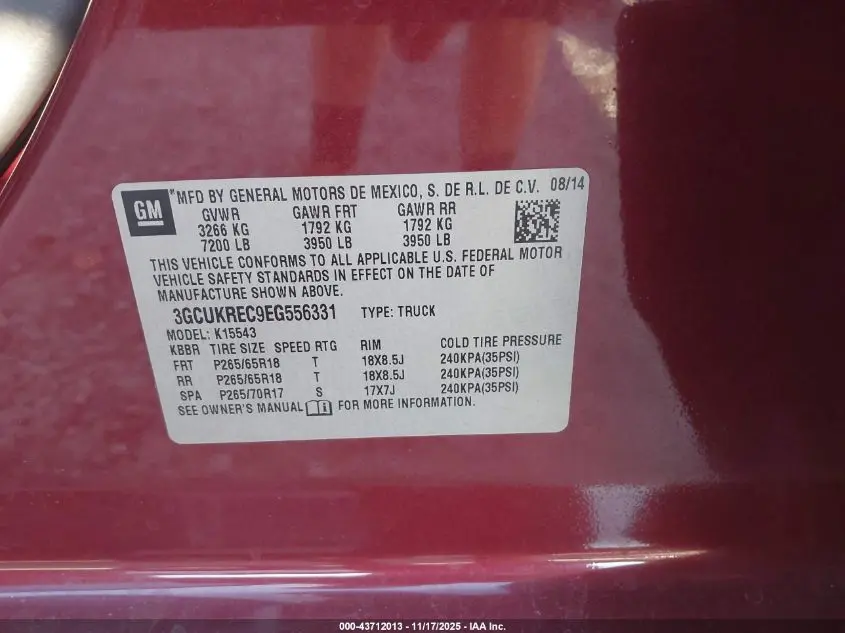 GM
*MFD BY GENERAL MOTORS DE MEXICO, S. DE R.L. DE C.V. 08/14
GVWR GAWR FRT GAWR RR
3266 KG 1792 KG 1792 KG
7200 LB 3950 LB 3950 LB
THIS VEHICLE CONFORMS TO ALL APPLICABLE U.S. FEDERAL MOTOR
VEHICLE SAFETY STANDARDS IN EFFECT ON THE DATE OF
MANUFACTURE SHOWN ABOVE.
3GCUKREC9EG556331 TYPE: TRUCK
MODEL: K15543
KBBR TIRE SIZE SPEED RTG RIM COLD TIRE PRESSURE
FRT P265/65R18 T 18X8.5J 240KPA(35PSI)
RR P265/65R18 T 18X8.5J 240KPA(35PSI)
SPA P265/70R17 S 17X7J 240KPA(35PSI)
SEE OWNER'S MANUAL FOR MORE INFORMATION.
000-43712013 - 11/17/2025 - IAA Inc.